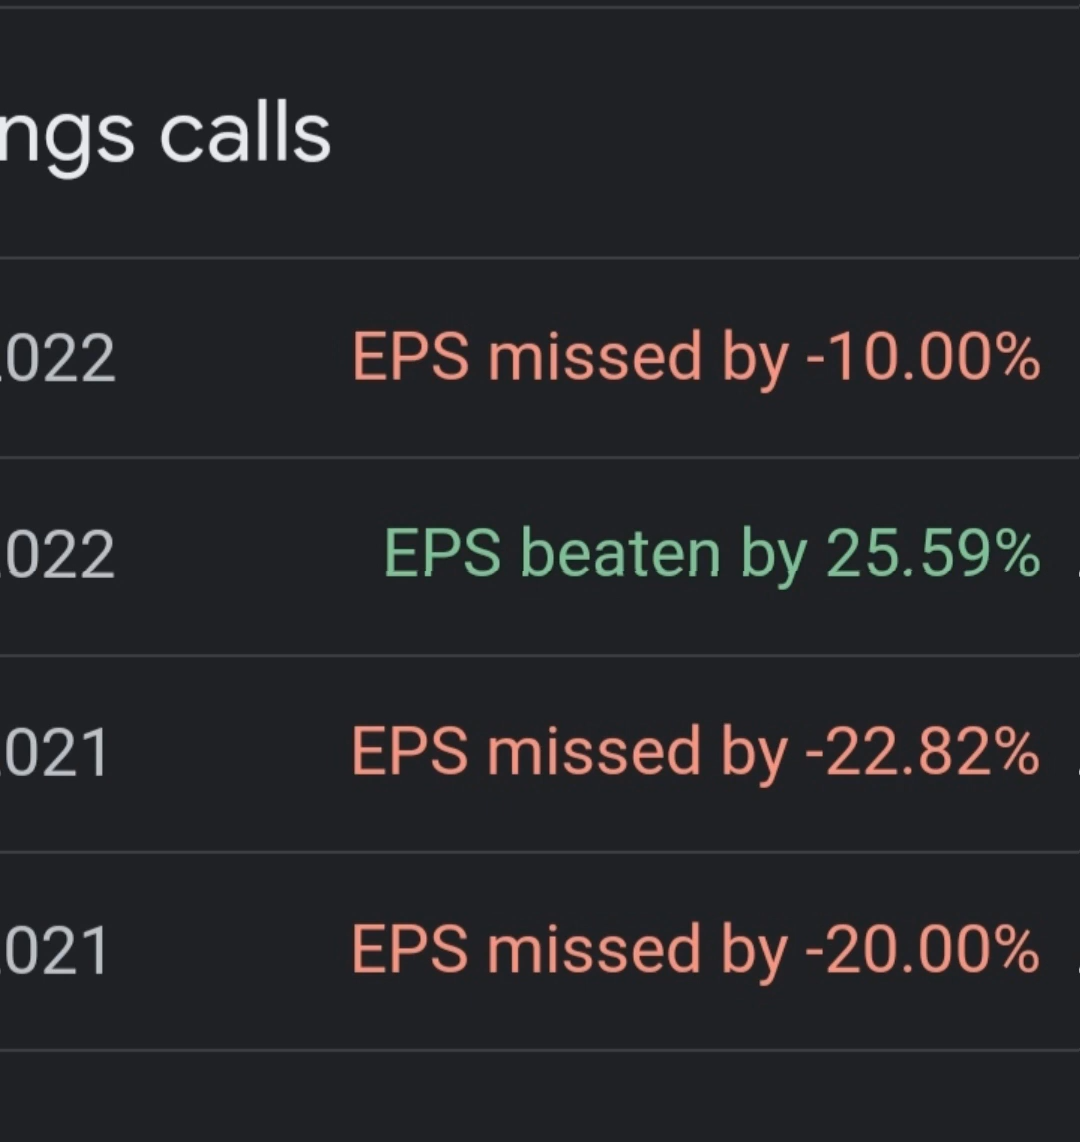 ngs calls
022
EPS missed by -10.00%
022
EPS beaten by 25.59%
021
EPS missed by -22.82%
021
EPS missed by -20.00%